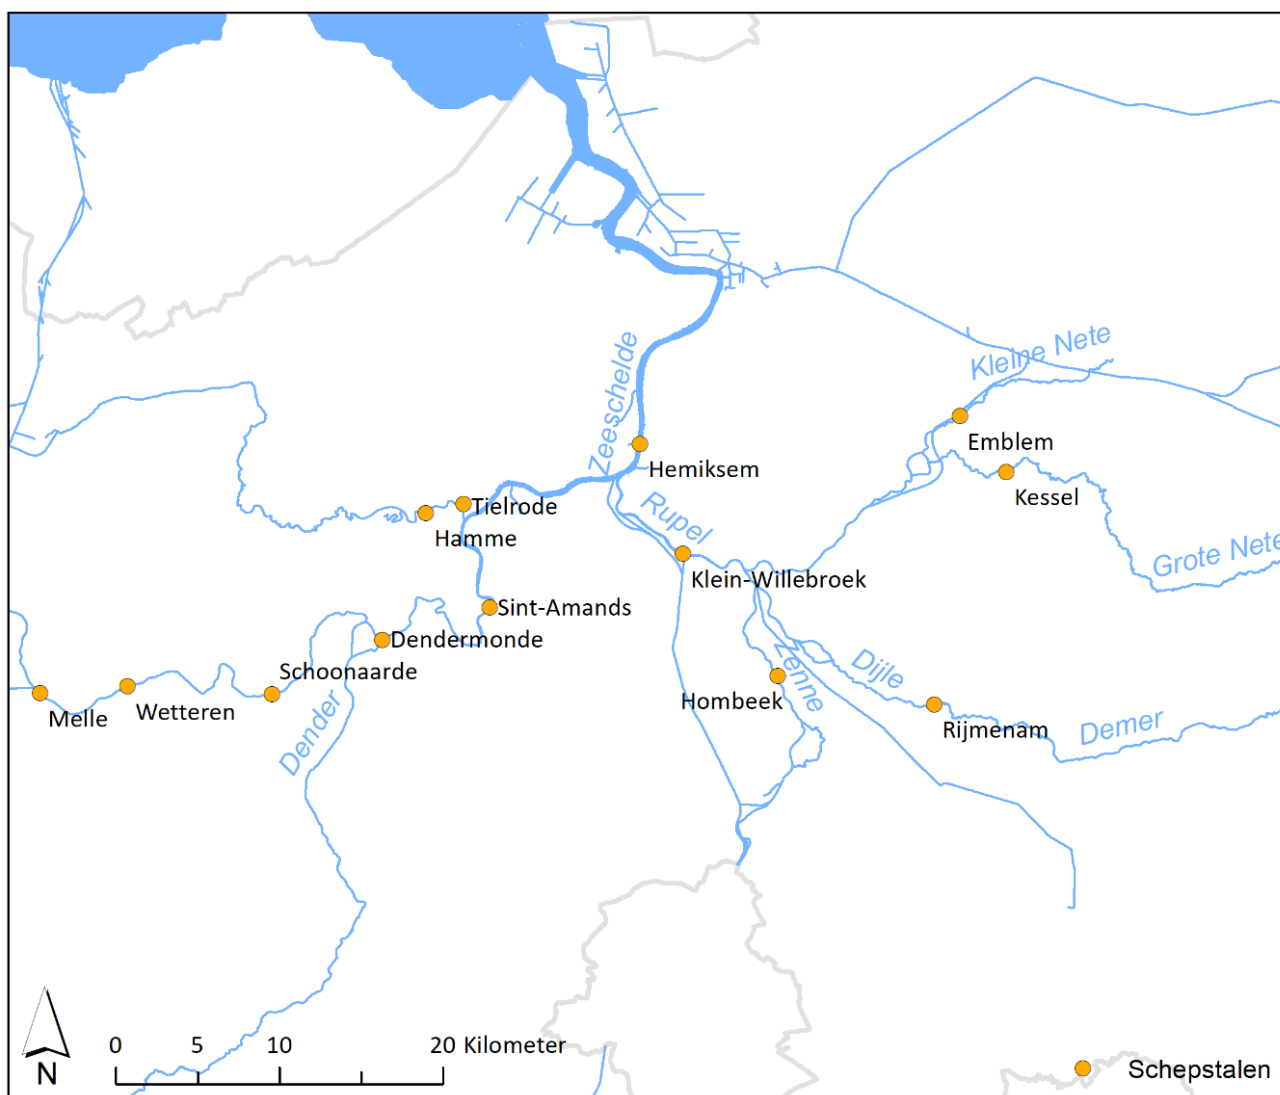 Kleine Nete
Zeeschelde
Emblem
Hemiksem
Kessel
Tielrode
Rupel
Hamme
Grote Nete
Klein-Willebroek
Sint-Amands
Dendermonde
Schoonaarde
Zenne
Dijle
Hombeek
Melle
Wetteren
Dender
Rijmenam
Demer
0 5 10 20 Kilometer
N
Schepstalen